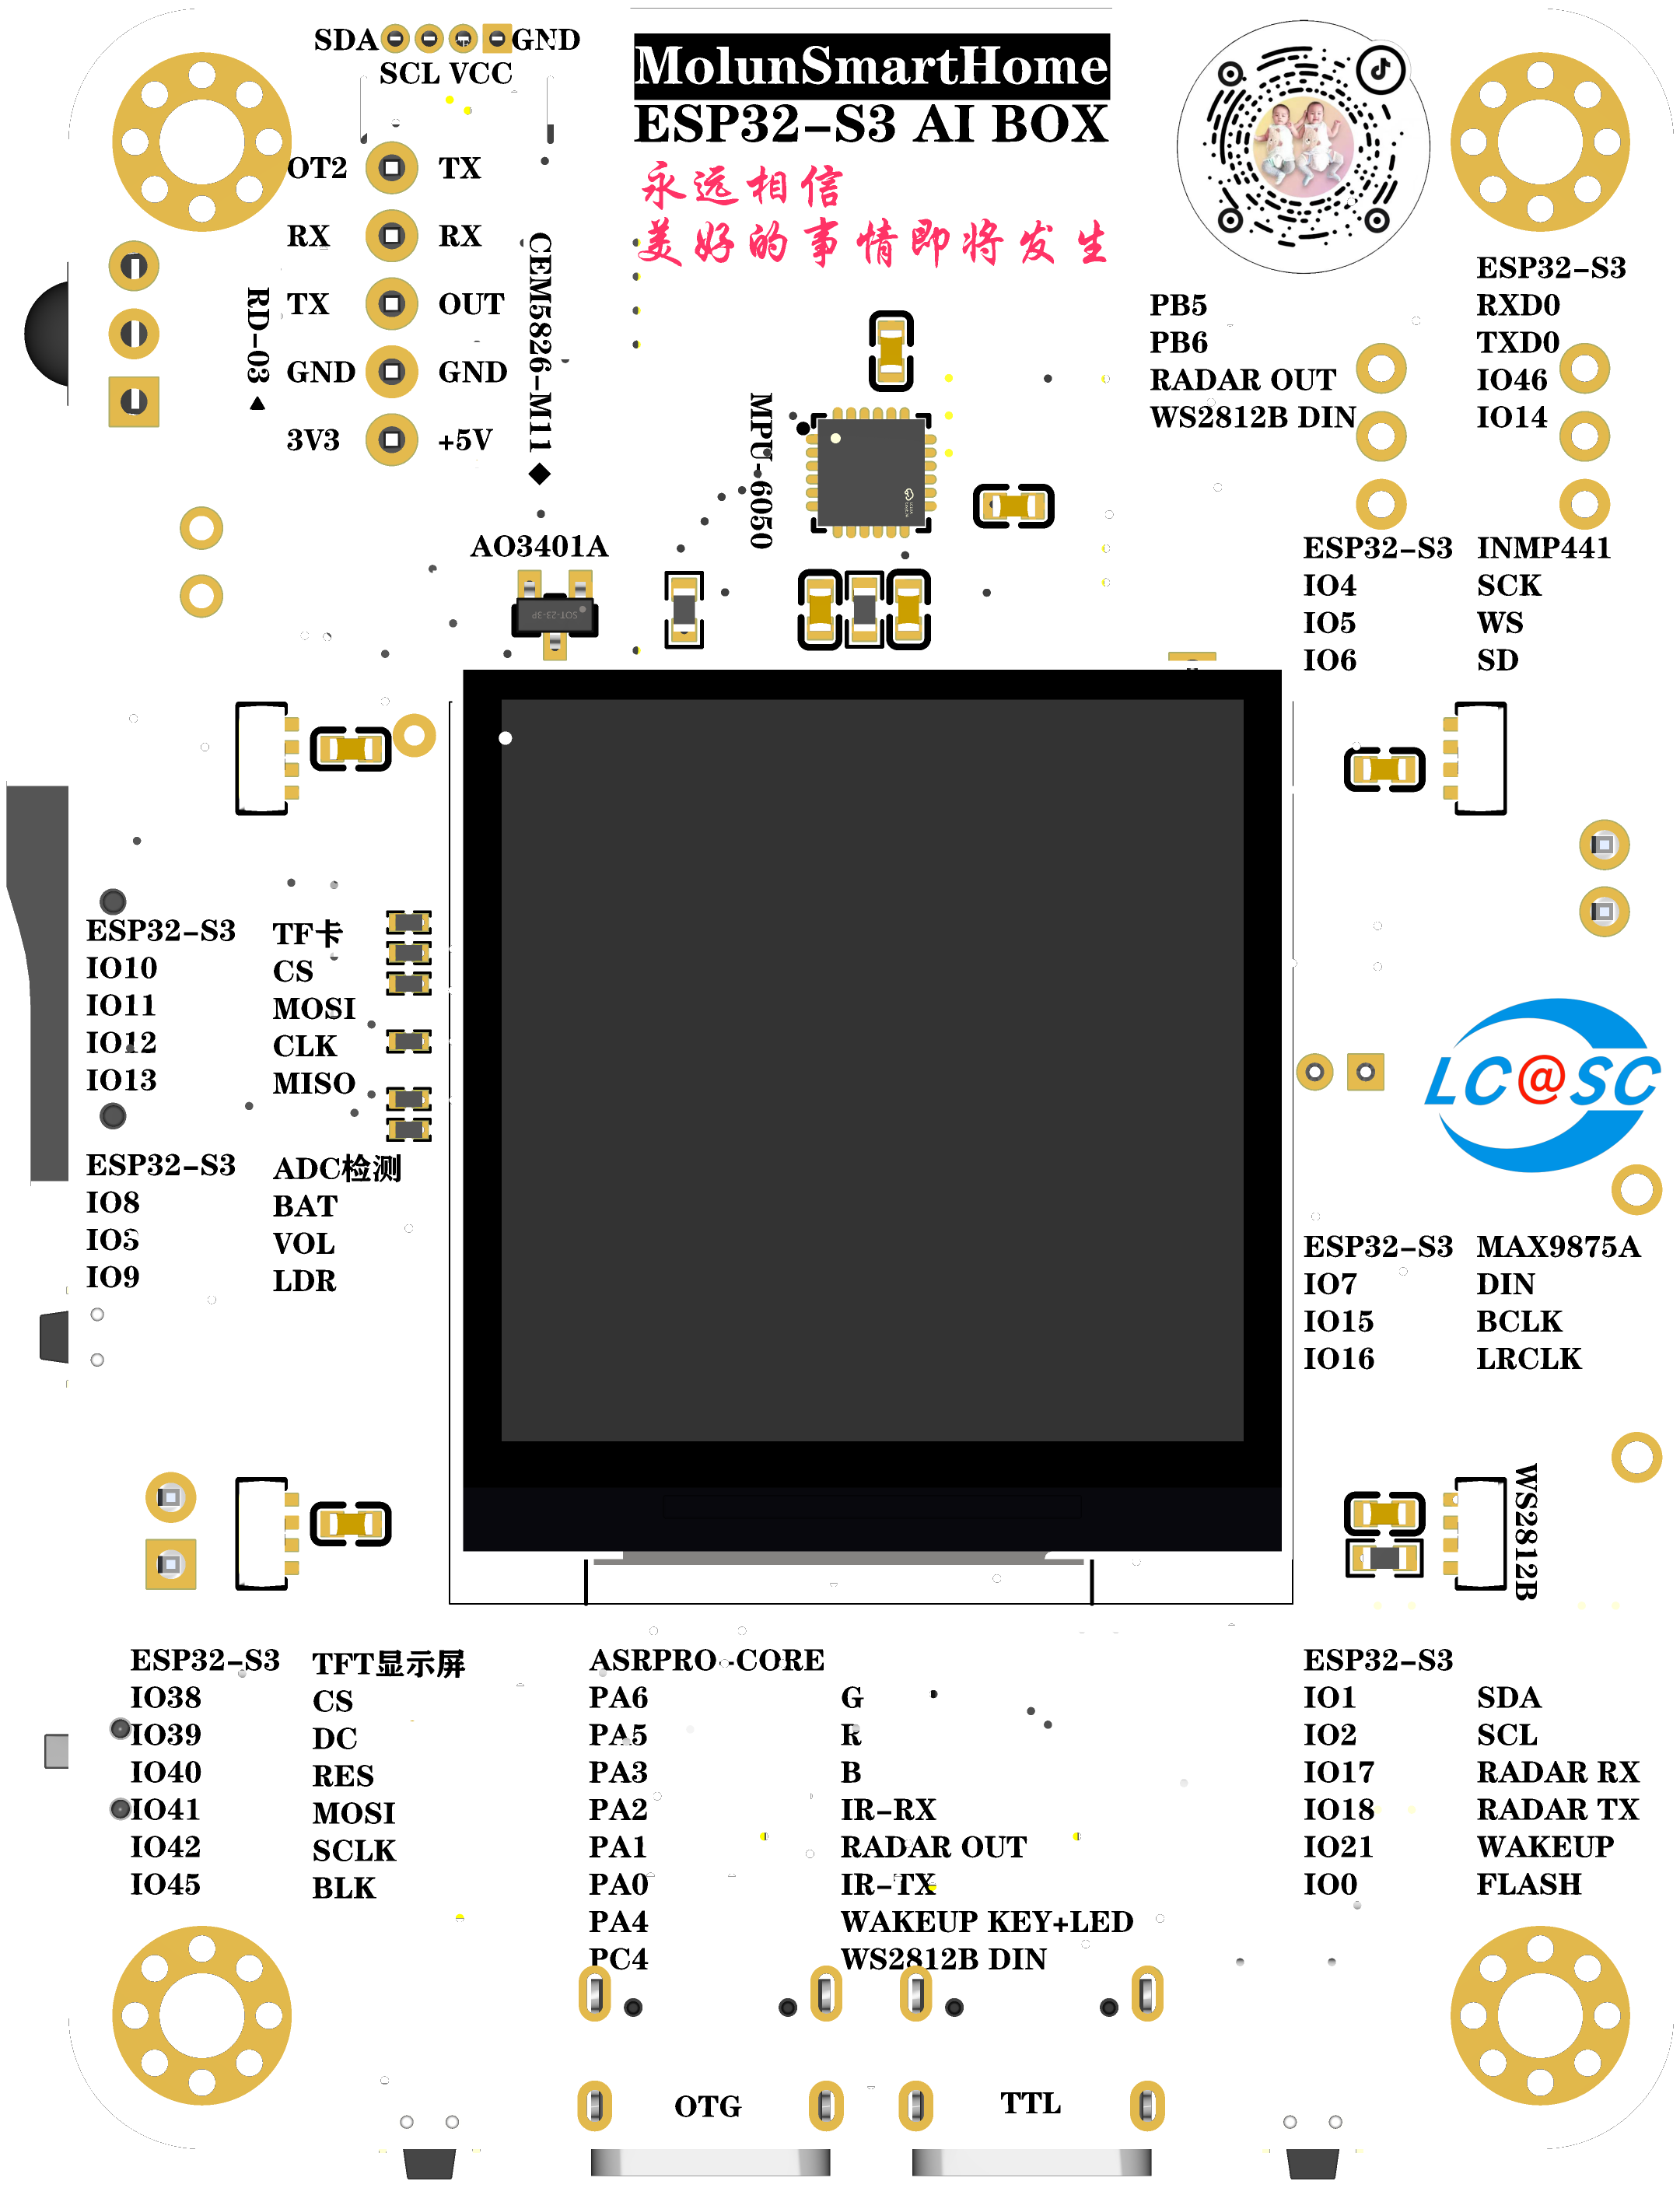 SDA GND
SCL VCC
MolunSmartHome
ESP32-S3 AI BOX
永远相信
美好的事情即将发生
OT2 TX
RX RX
TX OUT
GND GND
3V3 +5V
RD-03
CEM5826-M11
MPU-6050
AO3401A
SOT-23-3P
ESP32-S3
PB5 RXD0
PB6 TXD0
RADAR OUT IO46
WS2812B DIN IO14
ESP32-S3 INMP441
IO4 SCK
IO5 WS
IO6 SD
ESP32-S3 TF卡
IO10 CS
IO11 MOSI
IO12 CLK
IO13 MISO
LC@SC
ESP32-S3 ADC检测
IO8 BAT
IO3 VOL
IO9 LDR
ESP32-S3 MAX9875A
IO7 DIN
IO15 BCLK
IO16 LRCLK
WS2812B
ESP32-S3 TFT显示屏
IO38 CS
IO39 DC
IO40 RES
IO41 MOSI
IO42 SCLK
IO45 BLK
ASRPRO-CORE
PA6 G
PA5 R
PA3 B
PA2 IR-RX
PA1 RADAR OUT
PA0 IR-TX
PA4 WAKEUP KEY+LED
PC4 WS2812B DIN
ESP32-S3
IO1 SDA
IO2 SCL
IO17 RADAR RX
IO18 RADAR TX
IO21 WAKEUP
IO0 FLASH
OTG
TTL